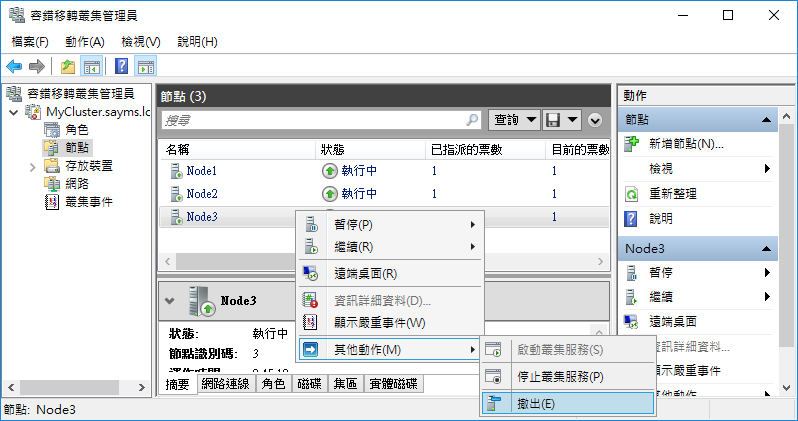 容錯移轉叢集管理員
檔案(F) 動作(A) 檢視(V) 說明(H)
容錯移轉叢集管理員
MyCluster.sayms.lc
角色
節點
存放裝置
網路
叢集事件
節點 (3)
搜尋 查詢
名稱 狀態 已指派的票數 目前的票數
Node1 執行中 1 1
Node2 執行中 1 1
Node3 1
暫停(P)
繼續(R)
遠端桌面(R)
資訊詳細資料(D)...
顯示嚴重事件(W)
其他動作(M)
啟動叢集服務(S)
停止叢集服務(P)
撤出(E)
Node3
狀態: 執行中
節點識別碼: 3
摘要 網路連線 角色 磁碟 集區 實體磁碟
動作
節點
新增節點(N)...
檢視
重新整理
說明
Node3
暫停
繼續
遠端桌面
資訊詳細資料...
顯示嚴重事件
其他動作
節點: Node3